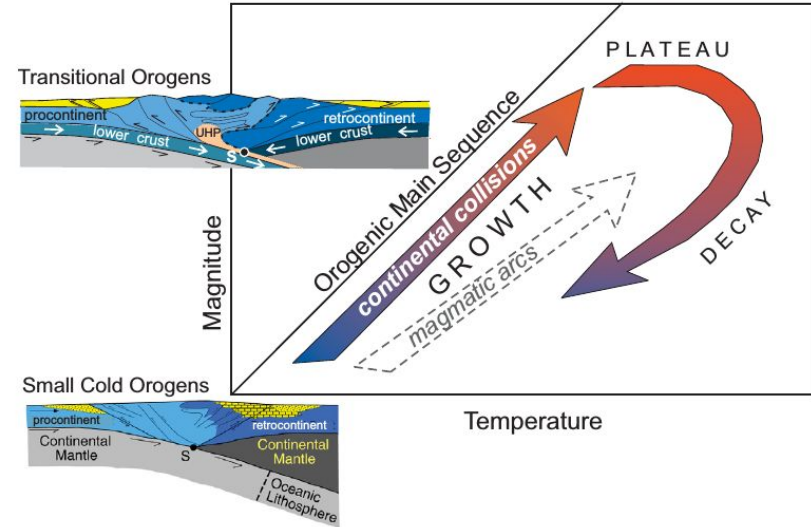 Transitional Orogens
procontinent
retrocontinent
UHP
lower crust
lower crust
S
PLATEAU
Orogenic Main Sequence
continental collisions
GROWTH
magmatic arcs
DECAY
Magnitude
Temperature
Small Cold Orogens
procontinent
retrocontinent
Continental
Mantle
S
Continental
Mantle
Oceanic
Lithosphere